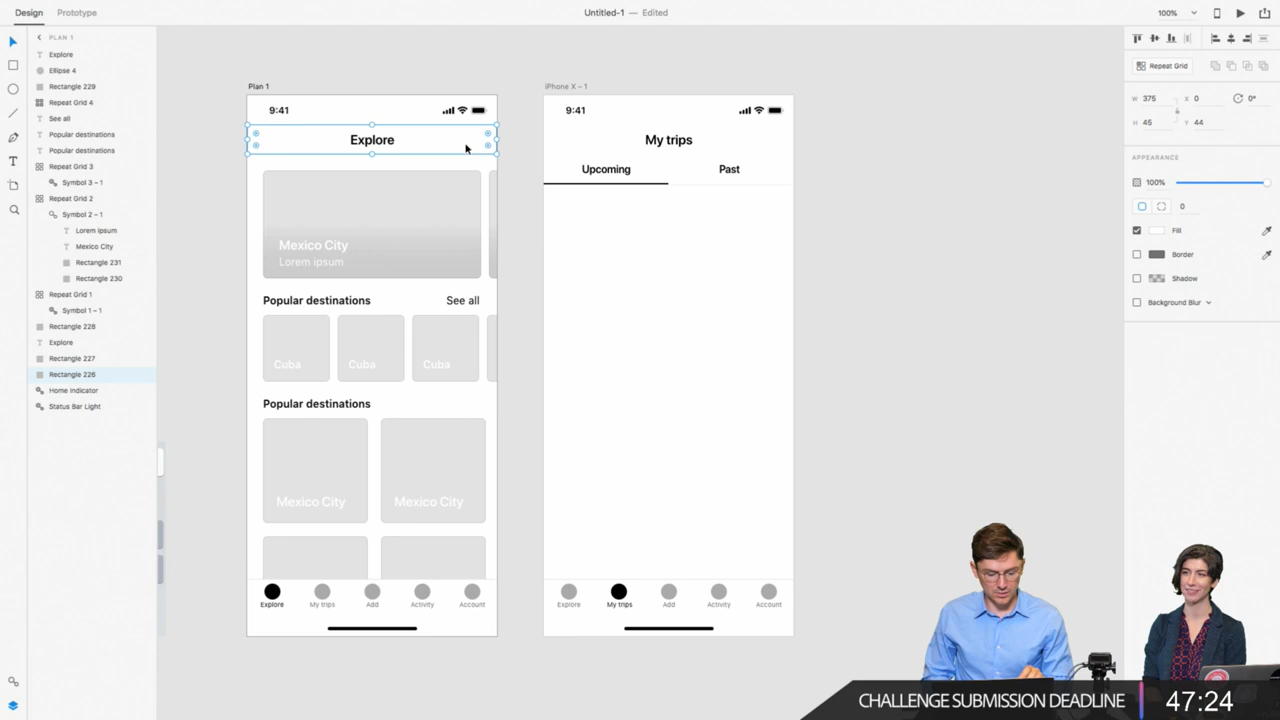 Design
Prototype
Untitled-1 — Edited
100%
PLAN 1
Explore
Ellipse 4
Rectangle 229
Repeat Grid 4
See all
Popular destinations
Popular destinations
Repeat Grid 3
Symbol 3 – 1
Repeat Grid 2
Symbol 2 – 1
Lorem ipsum
Mexico City
Rectangle 231
Rectangle 230
Repeat Grid 1
Symbol 1 – 1
Rectangle 228
Explore
Rectangle 227
Rectangle 226
Home Indicator
Status Bar Light
Plan 1
9:41
Explore
Mexico City
Lorem ipsum
Popular destinations
See all
Cuba
Cuba
Cuba
Popular destinations
Mexico City
Mexico City
Explore
My trips
Add
Activity
Account
iPhone X – 1
9:41
My trips
Upcoming
Past
Explore
My trips
Add
Activity
Account
Repeat Grid
W 375
X 0
0°
H 45
Y 44
APPEARANCE
100%
0
Fill
Border
Shadow
Background Blur
CHALLENGE SUBMISSION DEADLINE
47:24